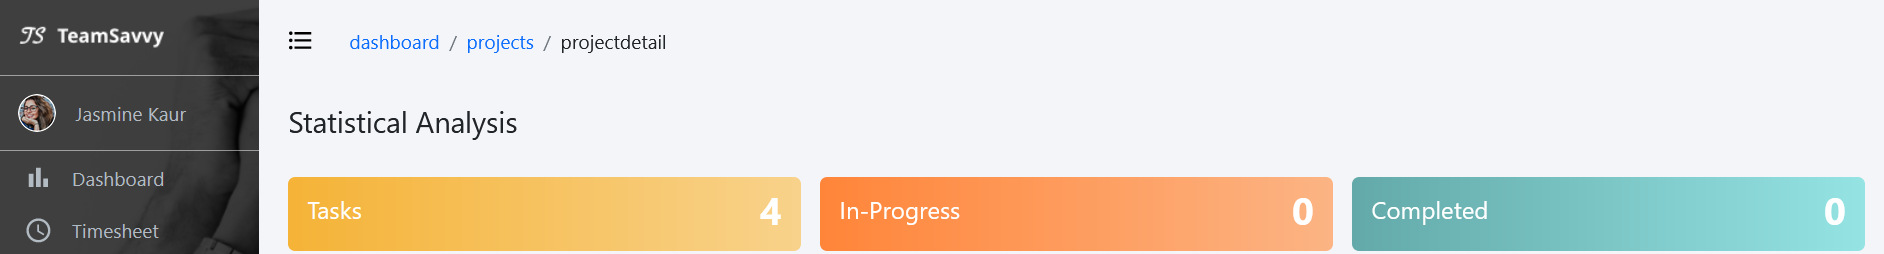 TS TeamSavvy
dashboard / projects / projectdetail
Jasmine Kaur
Statistical Analysis
Dashboard
Timesheet
Tasks 4
In-Progress 0
Completed 0